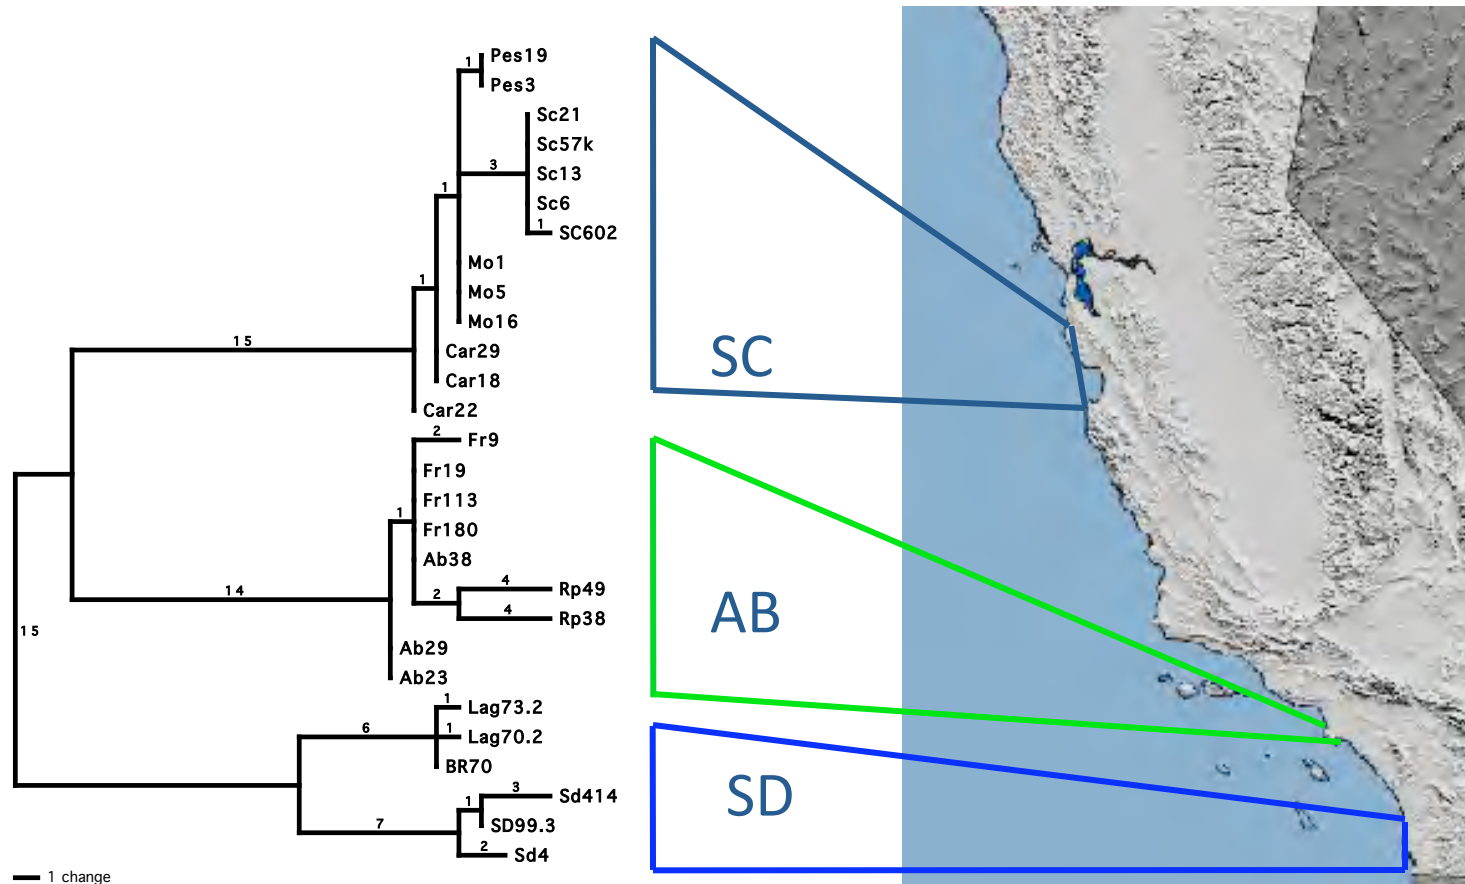 1
Pes19
Pes3
Sc21
Sc57k
3
Sc13
1
Sc6
1
SC602
Mo1
1
Mo5
Mo16
15
Car29
SC
Car18
Car22
2
Fr9
Fr19
Fr113
1
Fr180
Ab38
14
2
4
Rp49
4
Rp38
AB
15
Ab29
Ab23
1
Lag73.2
6
1
Lag70.2
BR70
3
Sd414
SD
1
7
SD99.3
2
Sd4
1 change